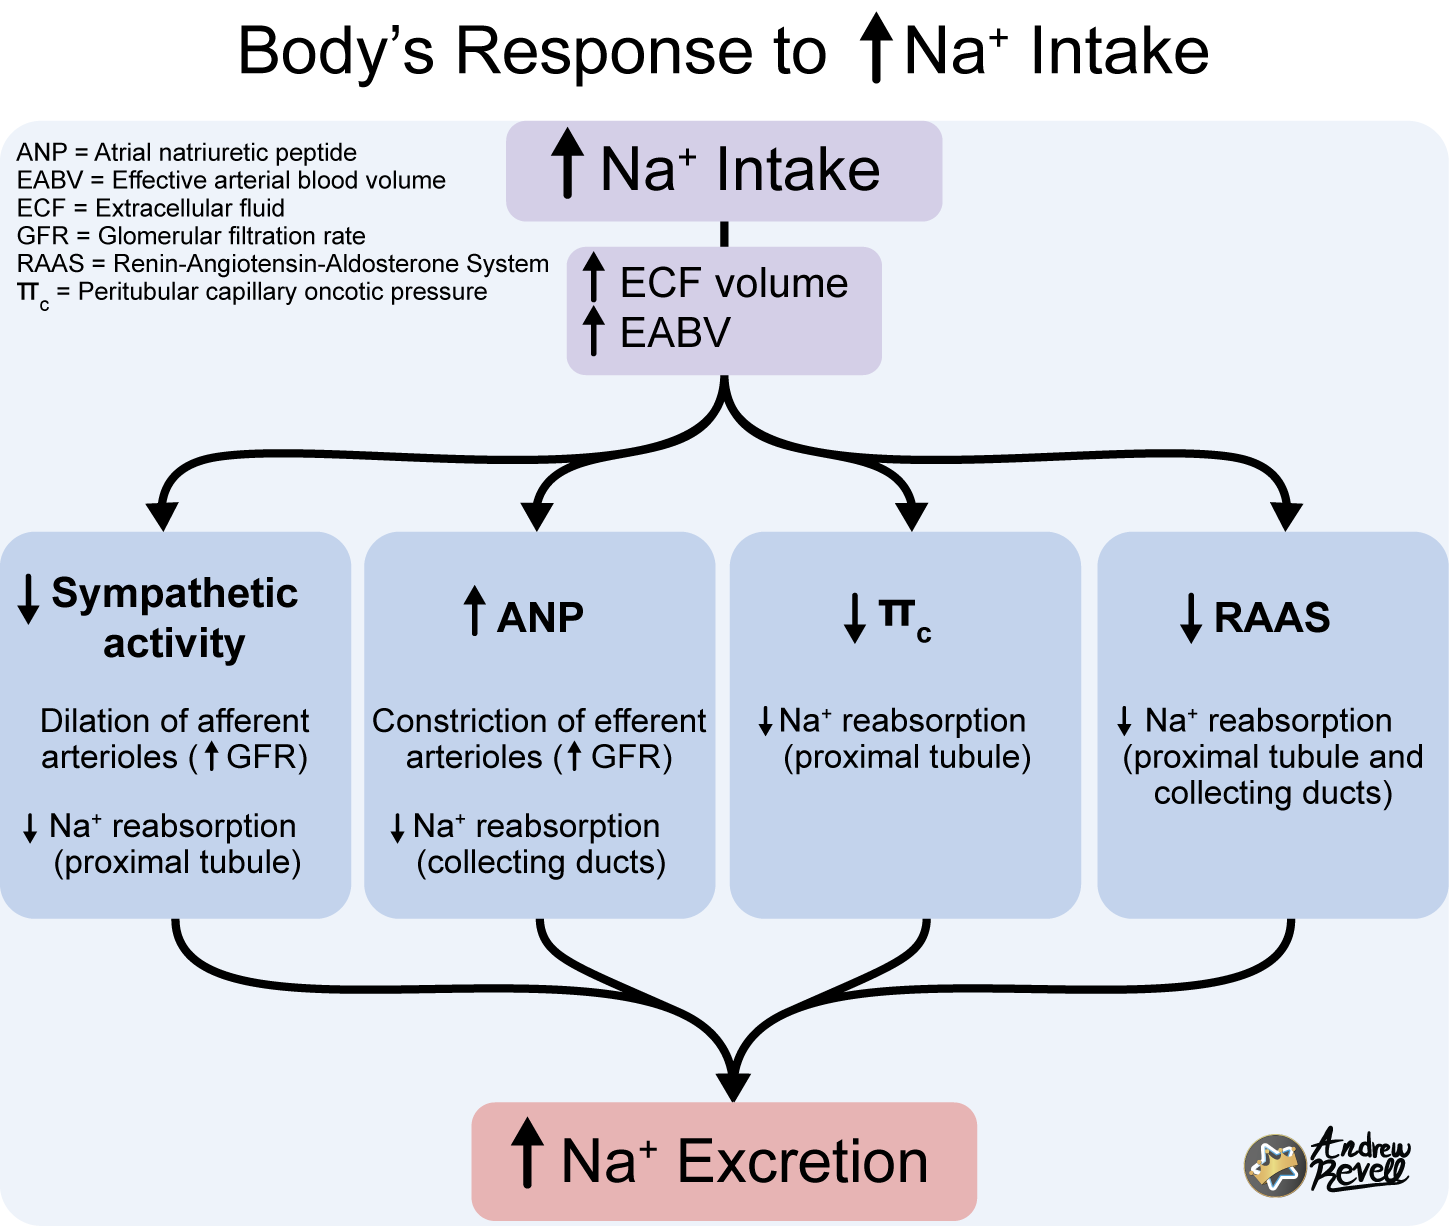 Body’s Response to ↑Na⁺ Intake
ANP = Atrial natriuretic peptide
EABV = Effective arterial blood volume
ECF = Extracellular fluid
GFR = Glomerular filtration rate
RAAS = Renin-Angiotensin-Aldosterone System
πc = Peritubular capillary oncotic pressure
↑ Na⁺ Intake
↑ ECF volume
↑ EABV
↓ Sympathetic
activity
Dilation of afferent
arterioles (↑GFR)
↓ Na⁺ reabsorption
(proximal tubule)
↑ ANP
Constriction of efferent
arterioles (↑ GFR)
↓ Na⁺ reabsorption
(collecting ducts)
↓ πc
↓ Na⁺ reabsorption
(proximal tubule)
↓ RAAS
↓ Na⁺ reabsorption
(proximal tubule and
collecting ducts)
↑ Na⁺ Excretion
Andrew
Revell